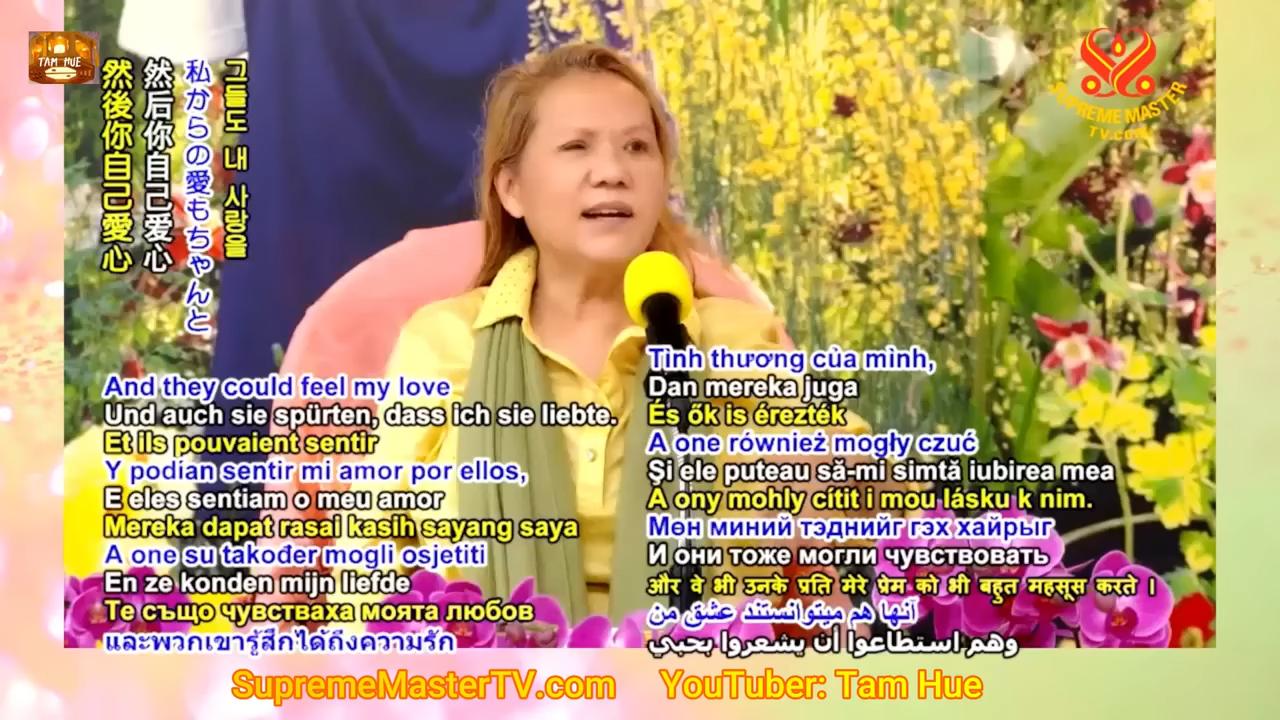 TAM HUE
SUPREME MASTER
TV.COM
그들도 내 사랑을
私からの愛もちゃんと
然后你自己爱心
然後你自己愛心
And they could feel my love
Und auch sie spürten, dass ich sie liebte.
Et ils pouvaient sentir
Y podían sentir mi amor por ellos,
E eles sentiam o meu amor
Mereka dapat rasai kasih sayang saya
A one su također mogli osjetiti
En ze konden mijn liefde
Те също чувстваха моята любов
และพวกเขารู้สึกได้ถึงความรัก
Tình thương của mình,
Dan mereka juga
És ők is érezték
A one również mogły czuć
Şi ele puteau să-mi simtă iubirea mea
A ony mohly cítit i mou lásku k nim.
Мөн миний тэднийг гэх хайрыг
И они тоже могли чувствовать
और वे भी उनके प्रति मेरे प्रेम को भी बहुत महसूस करते ।
آنها هم میتوانستند عشق من
وهم استطاعوا أن يشعروا بحبي
SupremeMasterTV.com
YouTuber: Tam Hue